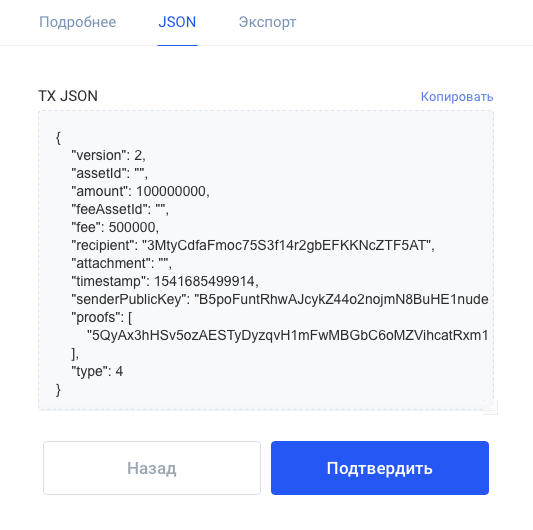 Подробнее JSON Экспорт
TX JSON Копировать
{
"version": 2,
"assetId": "",
"amount": 100000000,
"feeAssetId": "",
"fee": 500000,
"recipient": "3MtyCdfaFmoc75S3f14r2gbEFKKNcZTF5AT",
"attachment": "",
"timestamp": 1541685499914,
"senderPublicKey": "B5poFuntRhwAJcykZ44o2nojmN8BuHE1nude
"proofs": [
"5QyAx3hHSv5ozAESTyDyzqvH1mFwMBGbC6oMZVihcatRxm1
],
"type": 4
}
Назад Подтвердить